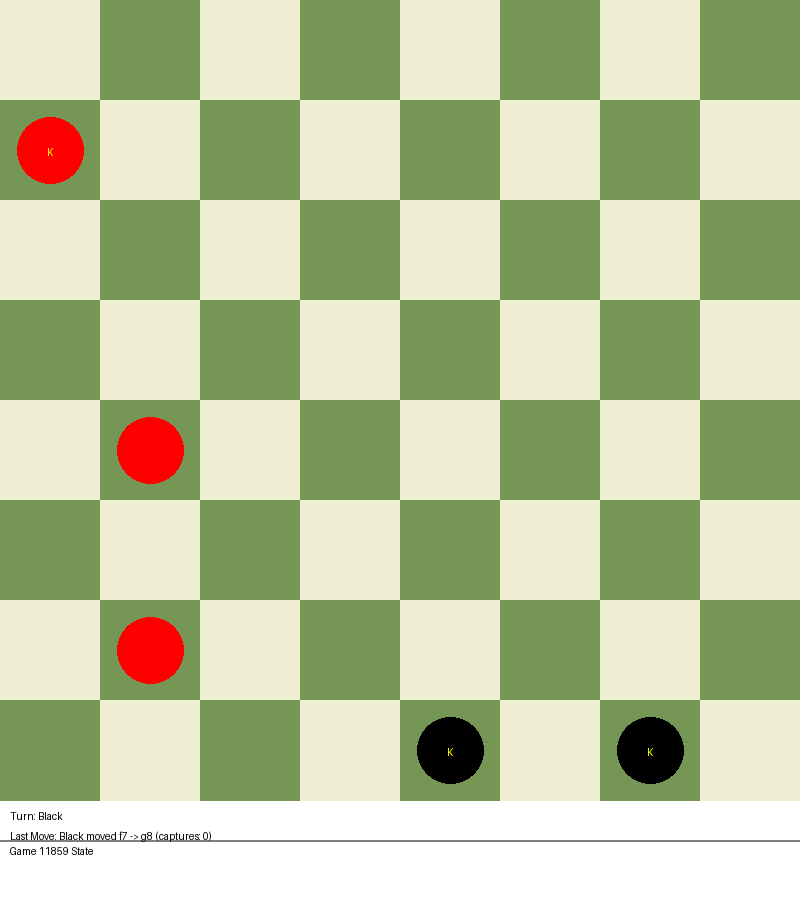 K
K K
Turn: Black
Last Move: Black moved f7 -> g8 (captures: 0)
Game 11859 State